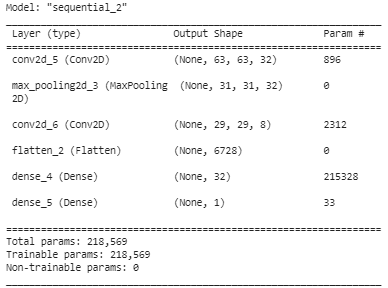 Model: "sequential_2"
Layer (type) Output Shape Param #
conv2d_5 (Conv2D) (None, 63, 63, 32) 896
max_pooling2d_3 (MaxPooling (None, 31, 31, 32) 0
2D)
conv2d_6 (Conv2D) (None, 29, 29, 8) 2312
flatten_2 (Flatten) (None, 6728) 0
dense_4 (Dense) (None, 32) 215328
dense_5 (Dense) (None, 1) 33
Total params: 218,569
Trainable params: 218,569
Non-trainable params: 0